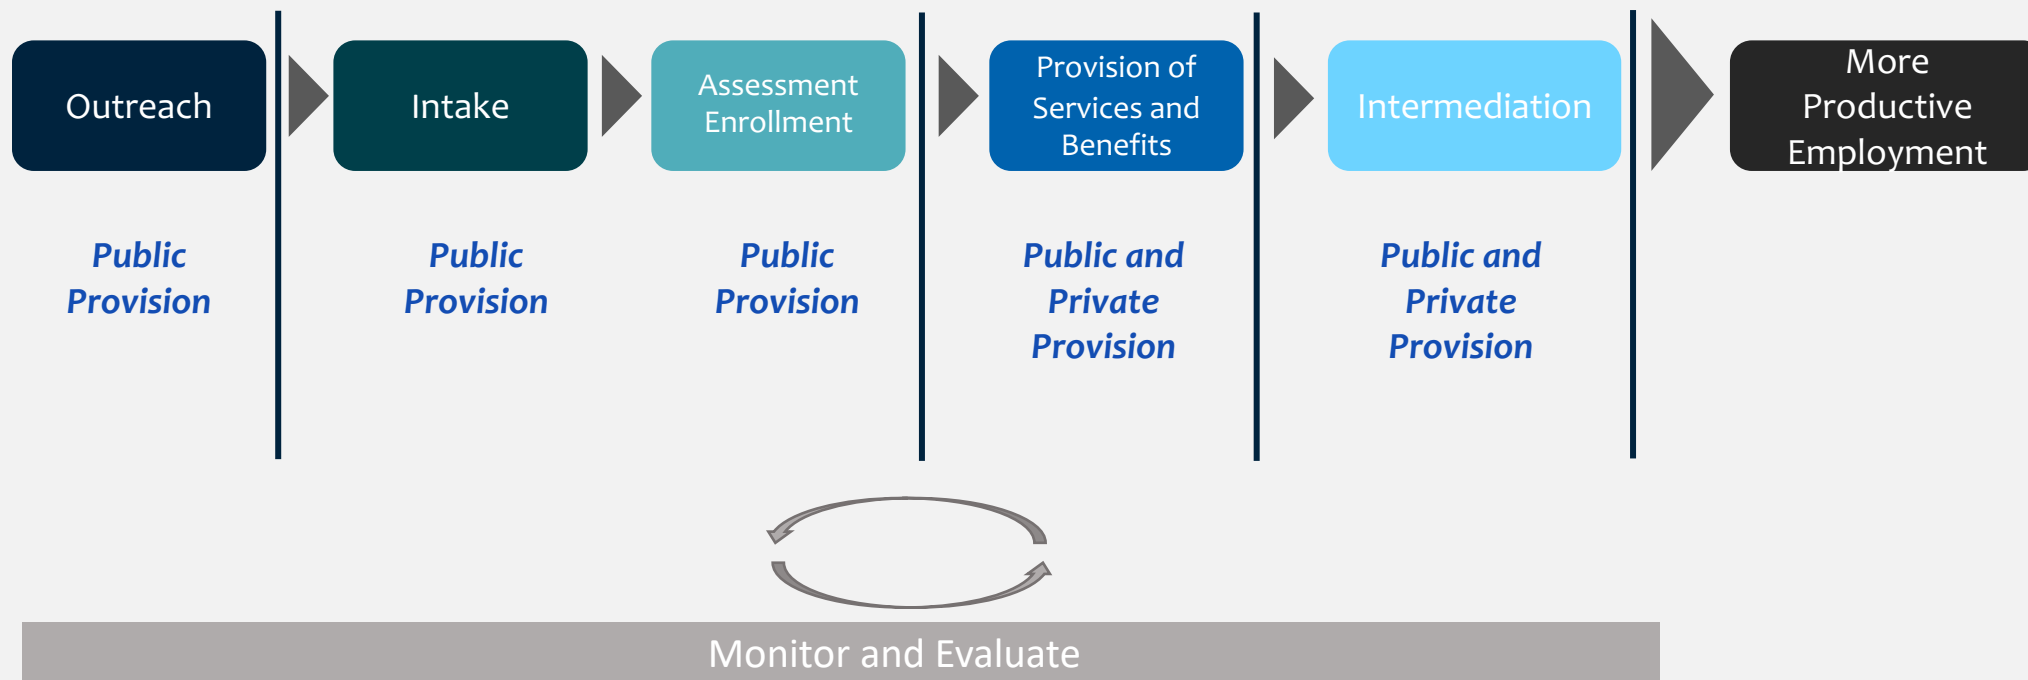 Outreach
Intake
Assessment
Enrollment
Provision of
Services and
Benefits
Intermediation
More
Productive
Employment
Public
Provision
Public
Provision
Public
Provision
Public and
Private
Provision
Public and
Private
Provision
Monitor and Evaluate